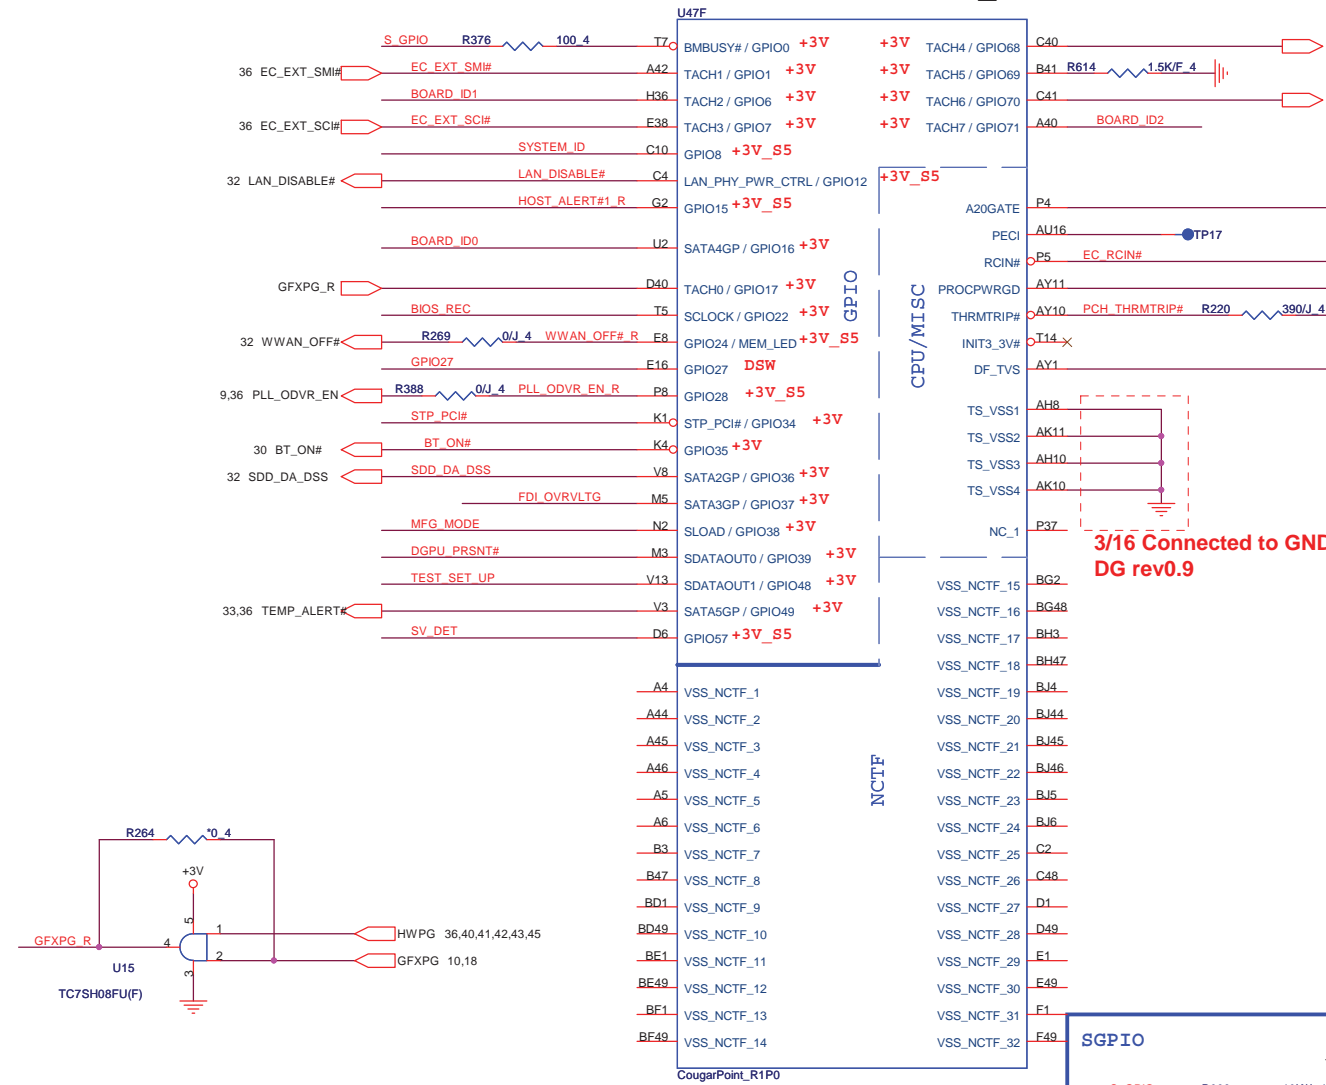 U47F
S_GPIO R376 100_4 T7 BMBUSY# / GPIO0 +3V +3V TACH4 / GPIO68 C40
36 EC_EXT_SMI# EC_EXT_SMI# A42 TACH1 / GPIO1 +3V +3V TACH5 / GPIO69 B41 R614 1.5K/F_4
BOARD_ID1 H36 TACH2 / GPIO6 +3V +3V TACH6 / GPIO70 C41
36 EC_EXT_SCI# EC_EXT_SCI# E38 TACH3 / GPIO7 +3V +3V TACH7 / GPIO71 A40 BOARD_ID2
SYSTEM_ID C10 GPIO8 +3V_S5
32 LAN_DISABLE# LAN_DISABLE# C4 LAN_PHY_PWR_CTRL / GPIO12 +3V_S5
HOST_ALERT#1_R G2 GPIO15 +3V_S5 A20GATE P4
PECI AU16 TP17
BOARD_ID0 U2 SATA4GP / GPIO16 +3V
RCIN# P5 EC_RCIN#
GFXPG_R D40 TACH0 / GPIO17 +3V PROCPWRGD AY11
BIOS_REC T5 SCLOCK / GPIO22 +3V THRMTRIP# AY10 PCH_THRMTRIP# R220 390/J_4
32 WWAN_OFF# R269 0/J_4 WWAN_OFF#_R E8 GPIO24 / MEM_LED +3V_S5 INIT3_3V# T14
GPIO27 E16 GPIO27 DSW DF_TVS AY1
9,36 PLL_ODVR_EN R388 0/J_4 PLL_ODVR_EN_R P8 GPIO28 +3V_S5
GPIO
CPU/MISC
STP_PCI# K1 STP_PCI# / GPIO34 +3V TS_VSS1 AH8
30 BT_ON# BT_ON# K4 GPIO35 +3V TS_VSS2 AK11
32 SDD_DA_DSS SDD_DA_DSS V8 SATA2GP / GPIO36 +3V TS_VSS3 AH10
FDI_OVRVLTG M5 SATA3GP / GPIO37 +3V TS_VSS4 AK10
MFG_MODE N2 SLOAD / GPIO38 +3V NC_1 P37
3/16 Connected to GND
DG rev0.9
DGPU_PRSNT# M3 SDATAOUT0 / GPIO39 +3V
TEST_SET_UP V13 SDATAOUT1 / GPIO48 +3V VSS_NCTF_15 BG2
33,36 TEMP_ALERT# V3 SATA5GP / GPIO49 +3V VSS_NCTF_16 BG48
SV_DET D6 GPIO57 +3V_S5 VSS_NCTF_17 BH3
VSS_NCTF_18 BH47
A4 VSS_NCTF_1 VSS_NCTF_19 BJ4
A44 VSS_NCTF_2 VSS_NCTF_20 BJ44
A45 VSS_NCTF_3 VSS_NCTF_21 BJ45
A46 VSS_NCTF_4 VSS_NCTF_22 BJ46
NCTF
A5 VSS_NCTF_5 VSS_NCTF_23 BJ5
A6 VSS_NCTF_6 VSS_NCTF_24 BJ6
B3 VSS_NCTF_7 VSS_NCTF_25 C2
B47 VSS_NCTF_8 VSS_NCTF_26 C48
BD1 VSS_NCTF_9 VSS_NCTF_27 D1
BD49 VSS_NCTF_10 VSS_NCTF_28 D49
BE1 VSS_NCTF_11 VSS_NCTF_29 E1
BE49 VSS_NCTF_12 VSS_NCTF_30 E49
BF1 VSS_NCTF_13 VSS_NCTF_31 F1
BF49 VSS_NCTF_14 VSS_NCTF_32 F49
CougarPoint_R1P0
R264 *0_4
+3V
5
1 HWPG 36,40,41,42,43,45
GFXPG_R 4
2 GFXPG 10,18
3
U15
TC7SH08FU(F)
SGPIO